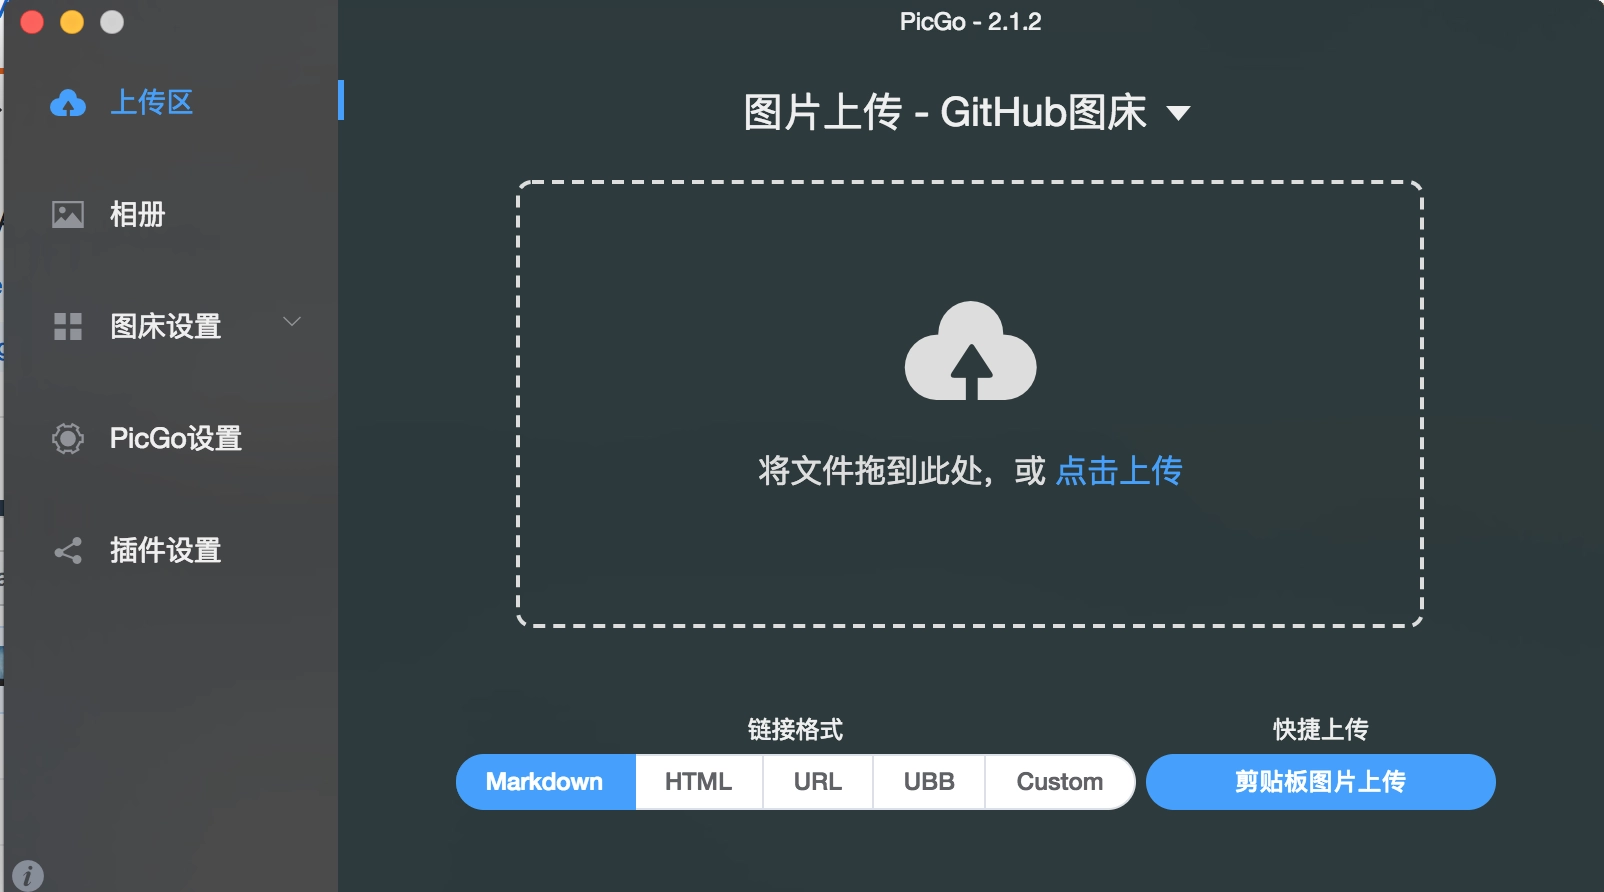 PicGo - 2.1.2
上传区
相册
图床设置
PicGo设置
插件设置
图片上传 - GitHub图床
将文件拖到此处，或 点击上传
链接格式
Markdown
HTML
URL
UBB
Custom
快捷上传
剪贴板图片上传